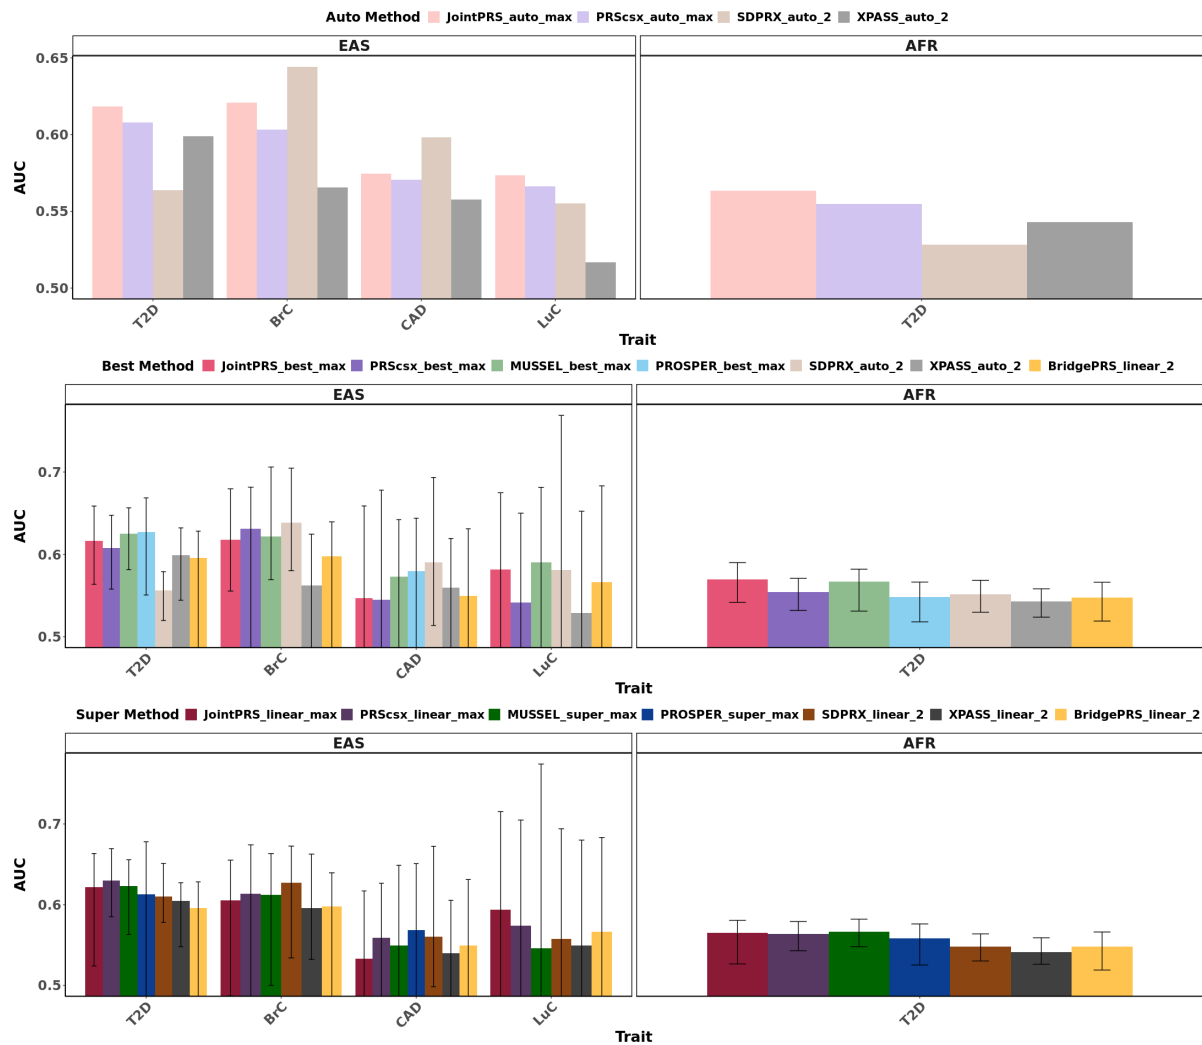 Auto Method JointPRS_auto_max PRScsx_auto_max SDPRX_auto_2 XPASS_auto_2
EAS AFR
AUC
0.65
0.60
0.55
0.50
T2D BrC CAD LuC T2D
Trait
Best Method JointPRS_best_max PRScsx_best_max MUSSEL_best_max PROSPER_best_max SDPRX_auto_2 XPASS_auto_2 BridgePRS_linear_2
EAS AFR
AUC
0.7
0.6
0.5
T2D BrC CAD LuC T2D
Trait
Super Method JointPRS_linear_max PRScsx_linear_max MUSSEL_super_max PROSPER_super_max SDPRX_linear_2 XPASS_linear_2 BridgePRS_linear_2
EAS AFR
AUC
0.7
0.6
0.5
T2D BrC CAD LuC T2D
Trait